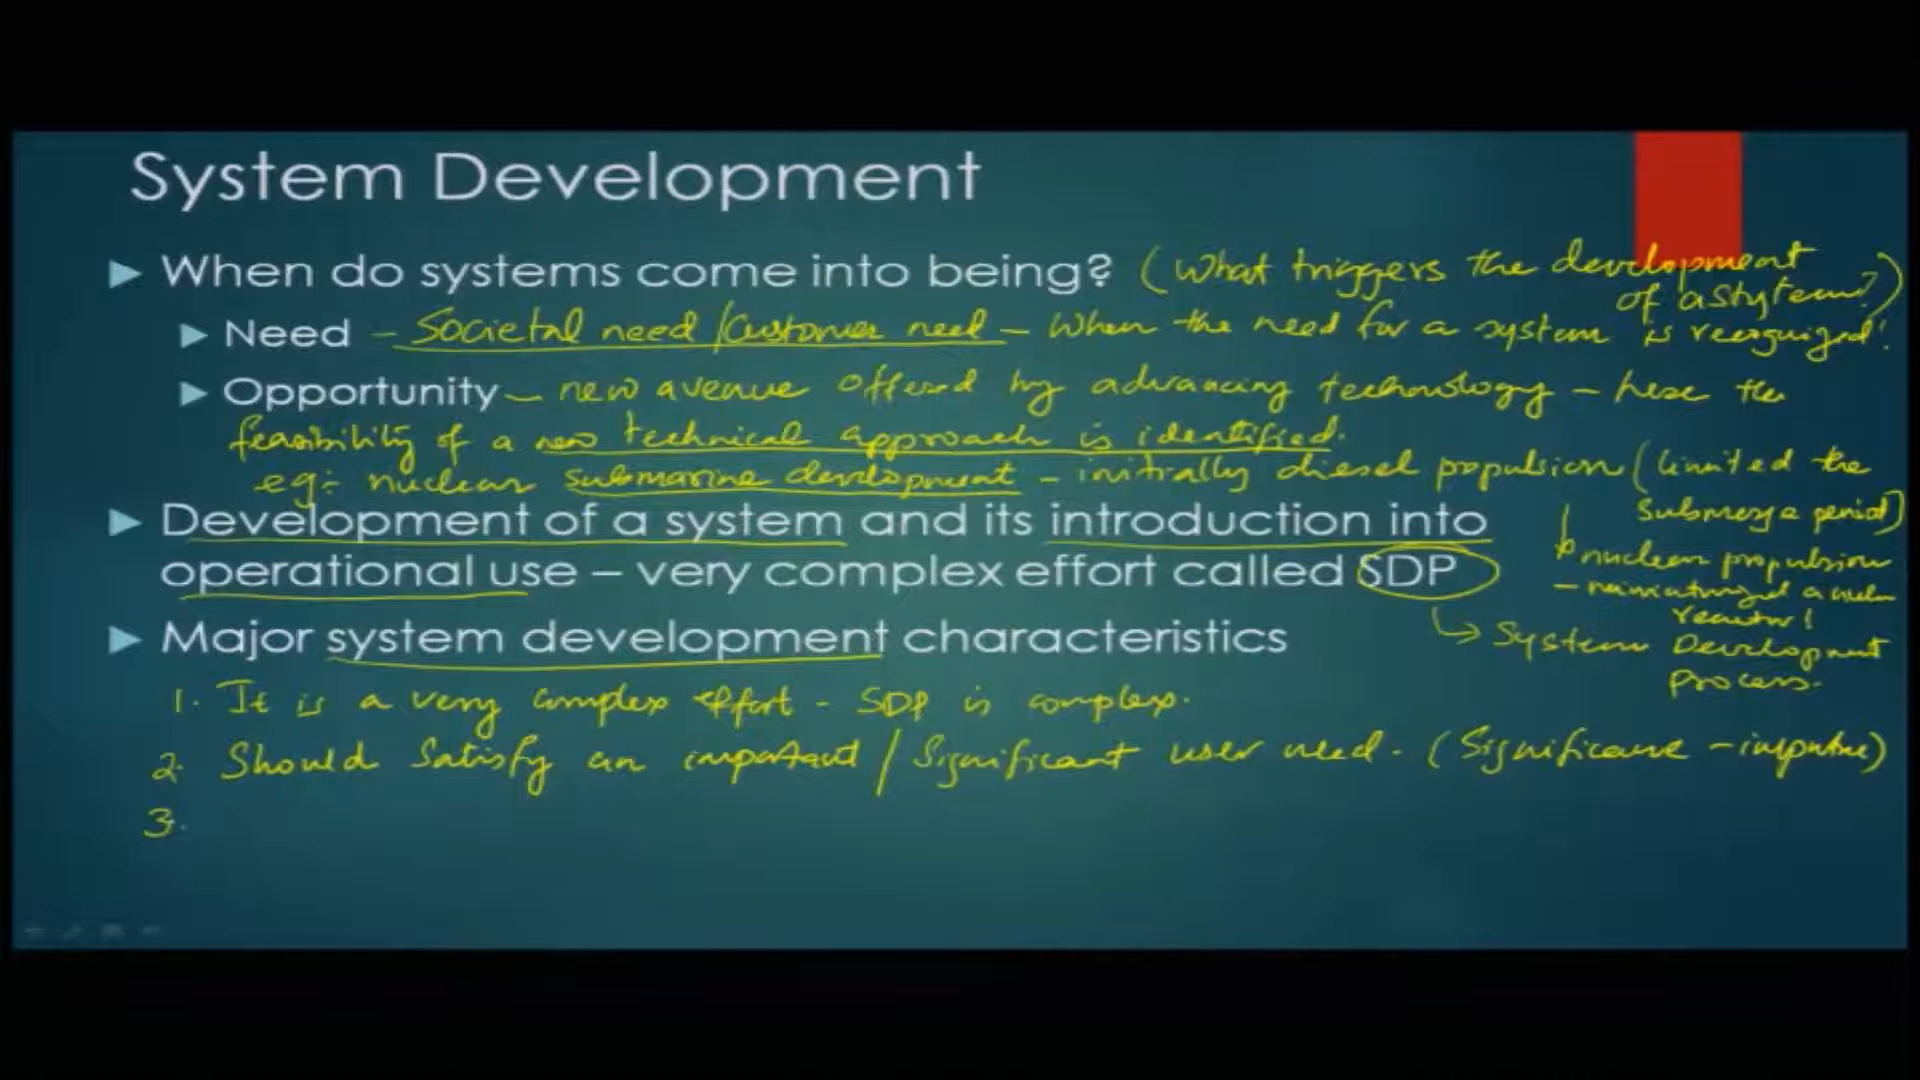 System Development
When do systems come into being? (What triggers the development
of a system?)
Need - Societal need / Customer need - When the need for a system is recognized!
Opportunity - new avenue offered by advancing technology - here the
feasibility of a new technical approach is identified.
eg:- nuclear submarine development - initially diesel propulsion (limited the
submerge period)
Development of a system and its introduction into
operational use – very complex effort called SDP
nuclear propulsion
- miniaturized a
reactor!
System Development
Process.
Major system development characteristics
1. It is a very complex effort - SDP is complex.
2. Should Satisfy an important / Significant user need. (Significance -
3.